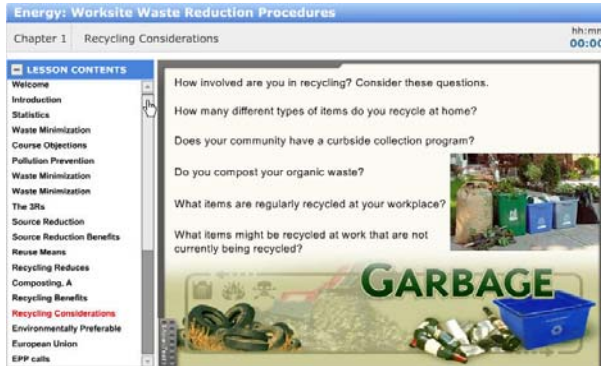 Energy: Worksite Waste Reduction Procedures
Chapter 1 Recycling Considerations
hh:mm
00:00
LESSON CONTENTS
Welcome
Introduction
Statistics
Waste Minimization
Course Objectives
Pollution Prevention
Waste Minimization
Waste Minimization
The 3Rs
Source Reduction
Source Reduction Benefits
Reuse Means
Recycling Reduces
Composting, A
Recycling Benefits
Recycling Considerations
Environmentally Preferable
European Union
EPP calls
How involved are you in recycling? Consider these questions.
How many different types of items do you recycle at home?
Does your community have a curbside collection program?
Do you compost your organic waste?
What items are regularly recycled at your workplace?
What items might be recycled at work that are not
currently being recycled?
GARBAGE